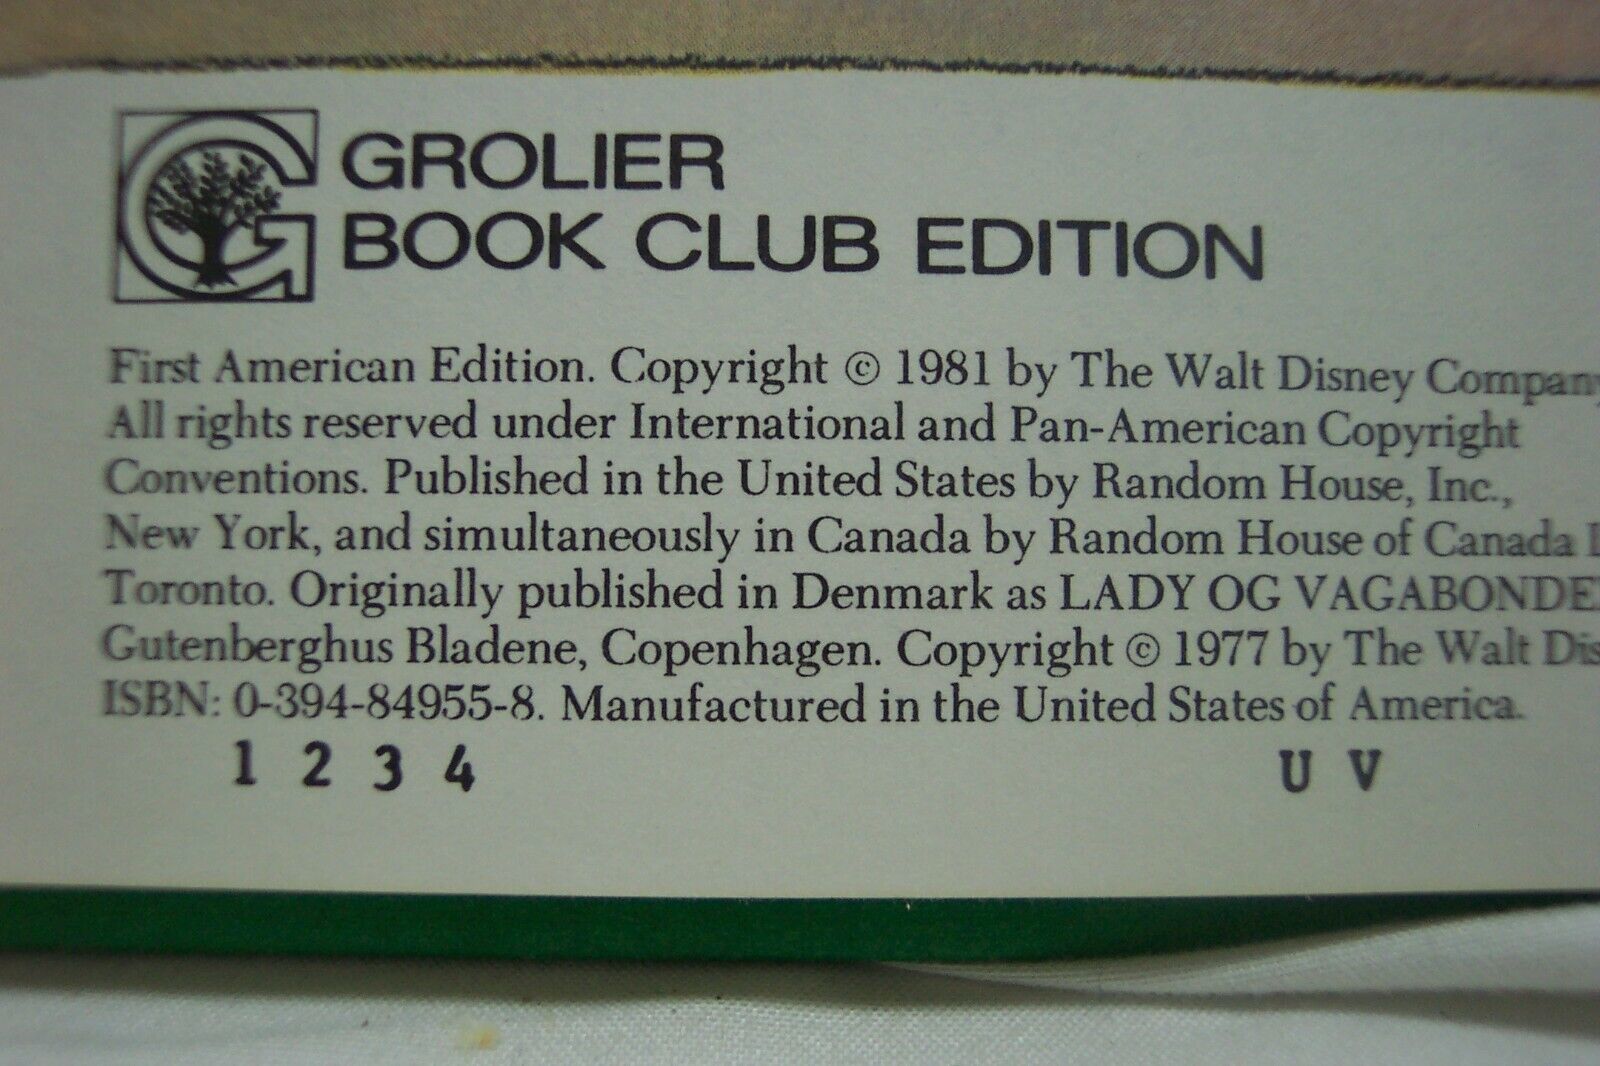 GROLIER
BOOK CLUB EDITION
First American Edition. Copyright © 1981 by The Walt Disney Company
All rights reserved under International and Pan-American Copyright
Conventions. Published in the United States by Random House, Inc.,
New York, and simultaneously in Canada by Random House of Canada
Toronto. Originally published in Denmark as LADY OG VAGABONDEN
Gutenberghus Bladene, Copenhagen. Copyright © 1977 by The Walt Dis
ISBN: 0-394-84955-8. Manufactured in the United States of America.
1 2 3 4 U V